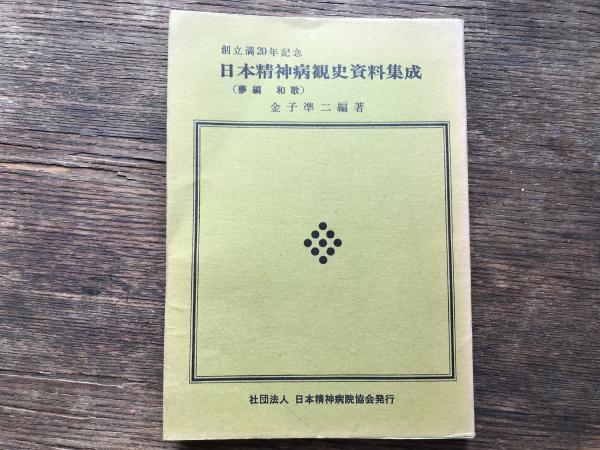 創立満20年記念
日本精神病観史資料集成
(夢編 和歌)
金子準二編著
社団法人 日本精神病院協会発行